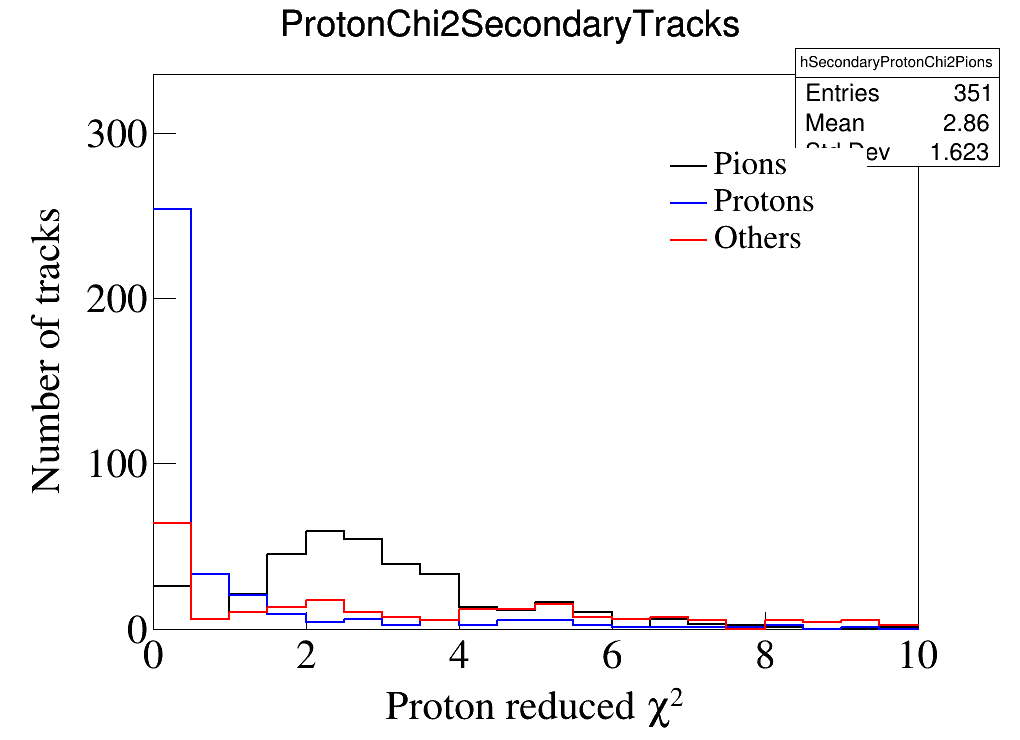 ProtonChi2SecondaryTracks
hSecondaryProtonChi2Pions
Entries 351
Mean 2.86
Std Dev 1.623
Pions
Protons
Others
Number of tracks
300
200
100
0
0 2 4 6 8 10
Proton reduced χ²